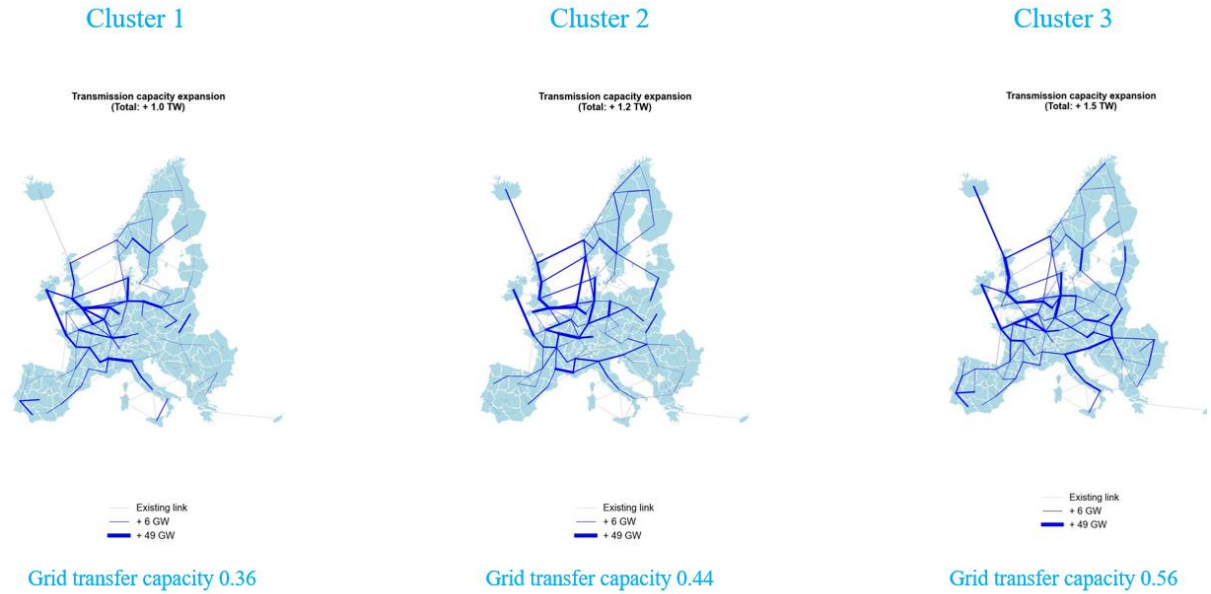 Cluster 1
Cluster 2
Cluster 3
Transmission capacity expansion
(Total: + 1.0 TW)
Transmission capacity expansion
(Total: + 1.2 TW)
Transmission capacity expansion
(Total: + 1.5 TW)
Existing link
+ 6 GW
+ 49 GW
Existing link
+ 6 GW
+ 49 GW
Existing link
+ 6 GW
+ 49 GW
Grid transfer capacity 0.36
Grid transfer capacity 0.44
Grid transfer capacity 0.56